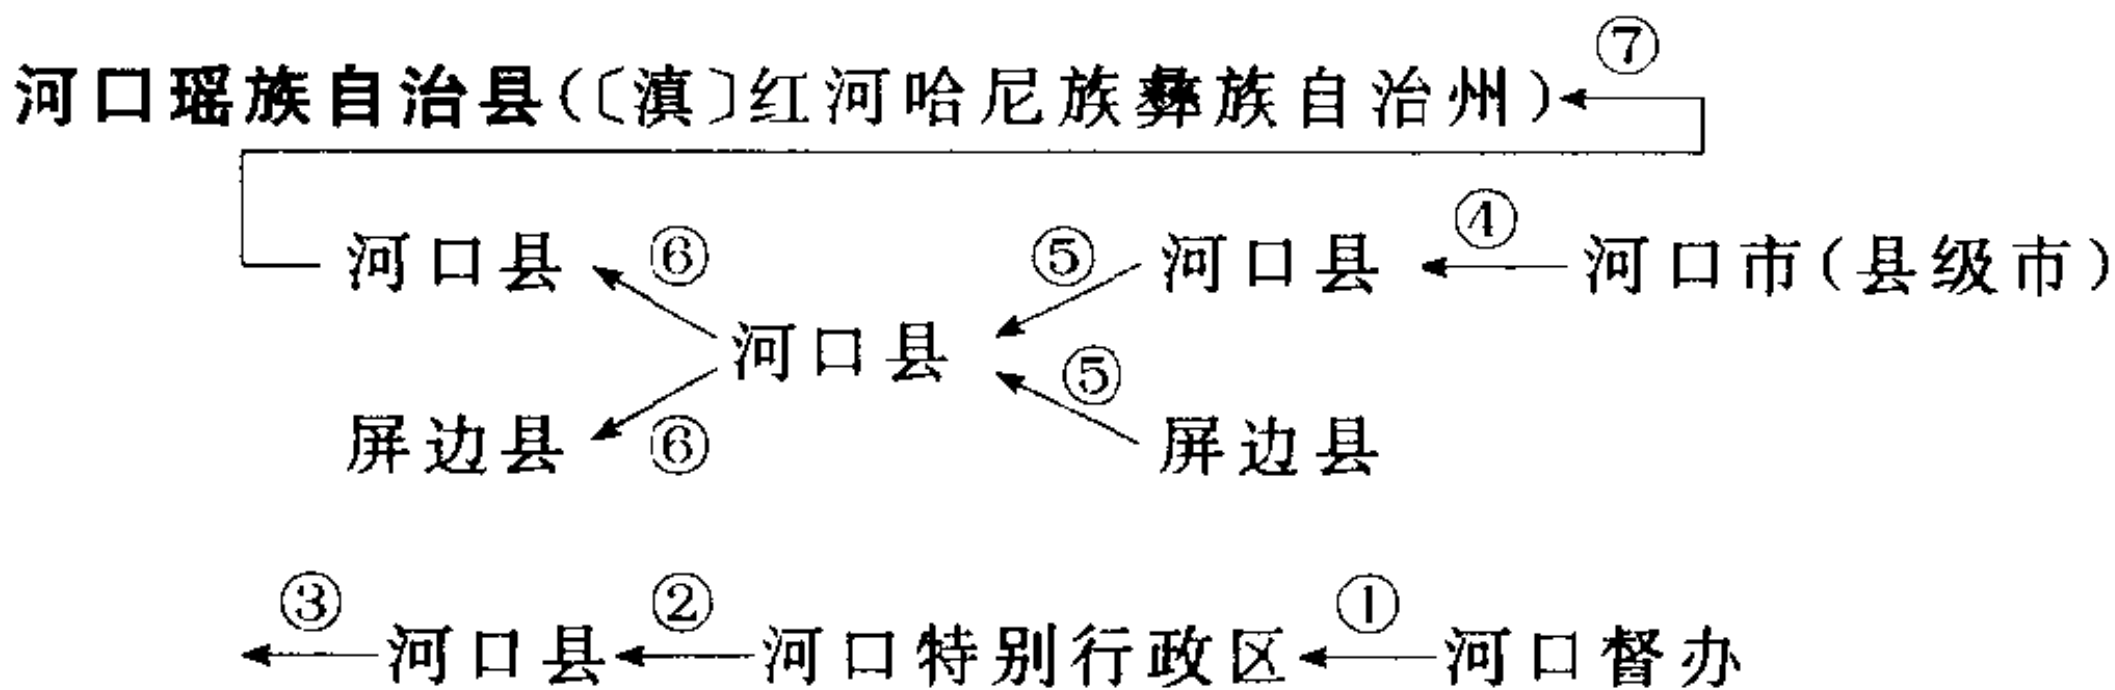 ⑦
河口瑶族自治县(〔滇〕红河哈尼族彝族自治州)
河口县 ⑥ ⑤ 河口县 ④ 河口市(县级市)
河口县 ⑤
屏边县 ⑥ 屏边县
③ 河口县 ② 河口特别行政区 ① 河口督办